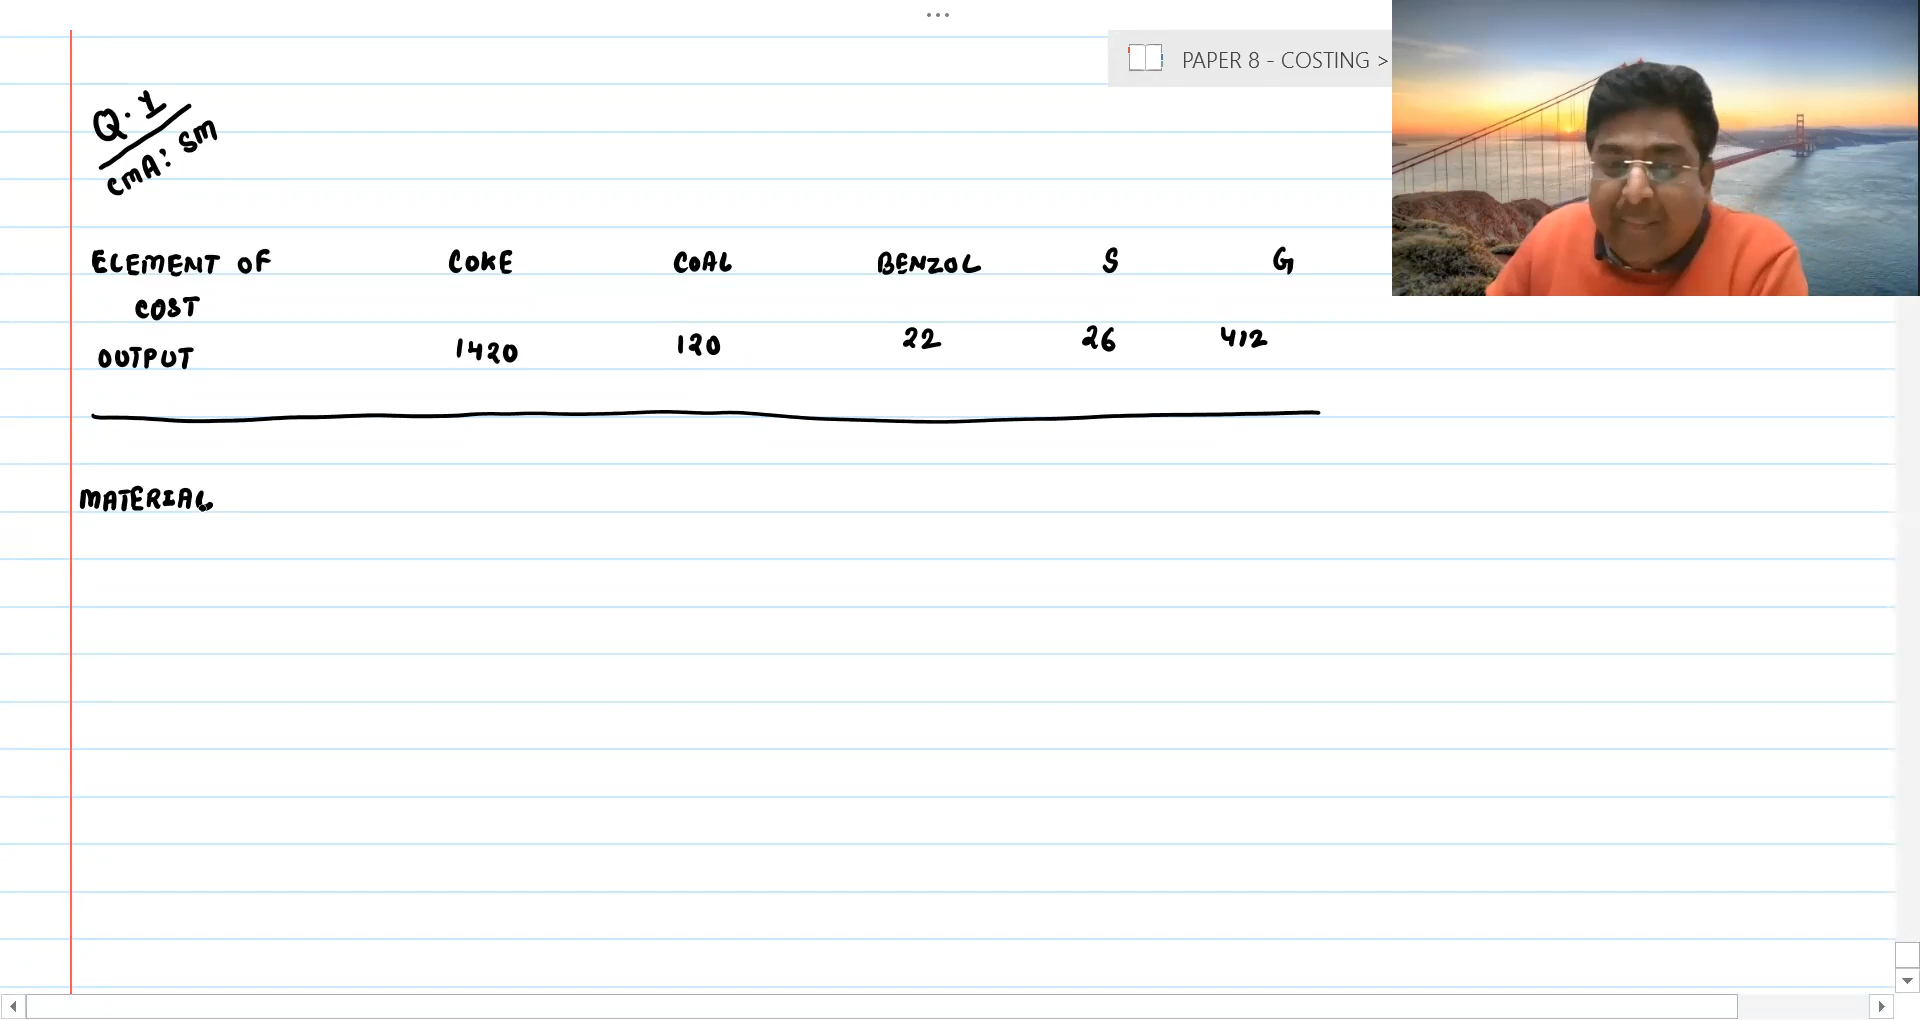 PAPER 8 - COSTING >
Q.1
CMA: SM
ELEMENT OF COKE COAL BENZOL S G
COST
OUTPUT 1420 120 22 26 412
MATERIAL